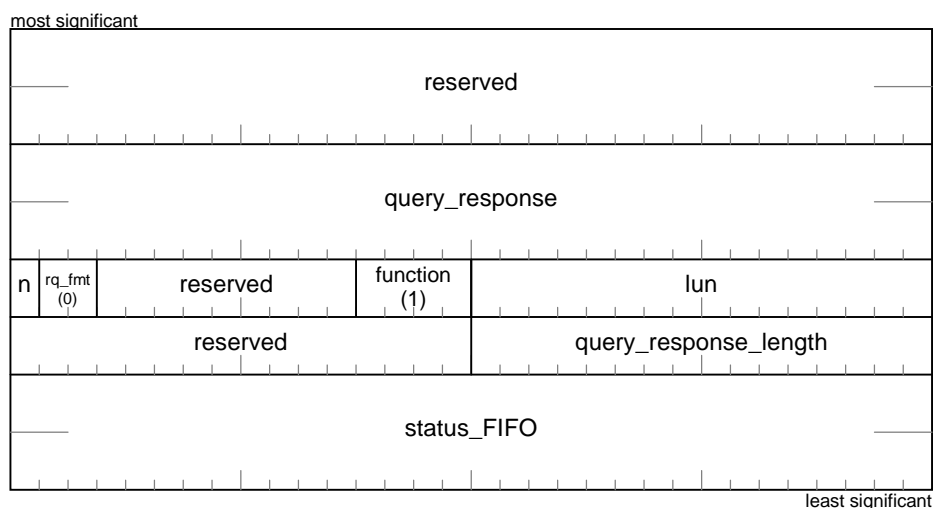 most significant
reserved
query_response
n rq_fmt (0) reserved function (1) lun
reserved query_response_length
status_FIFO
least significant